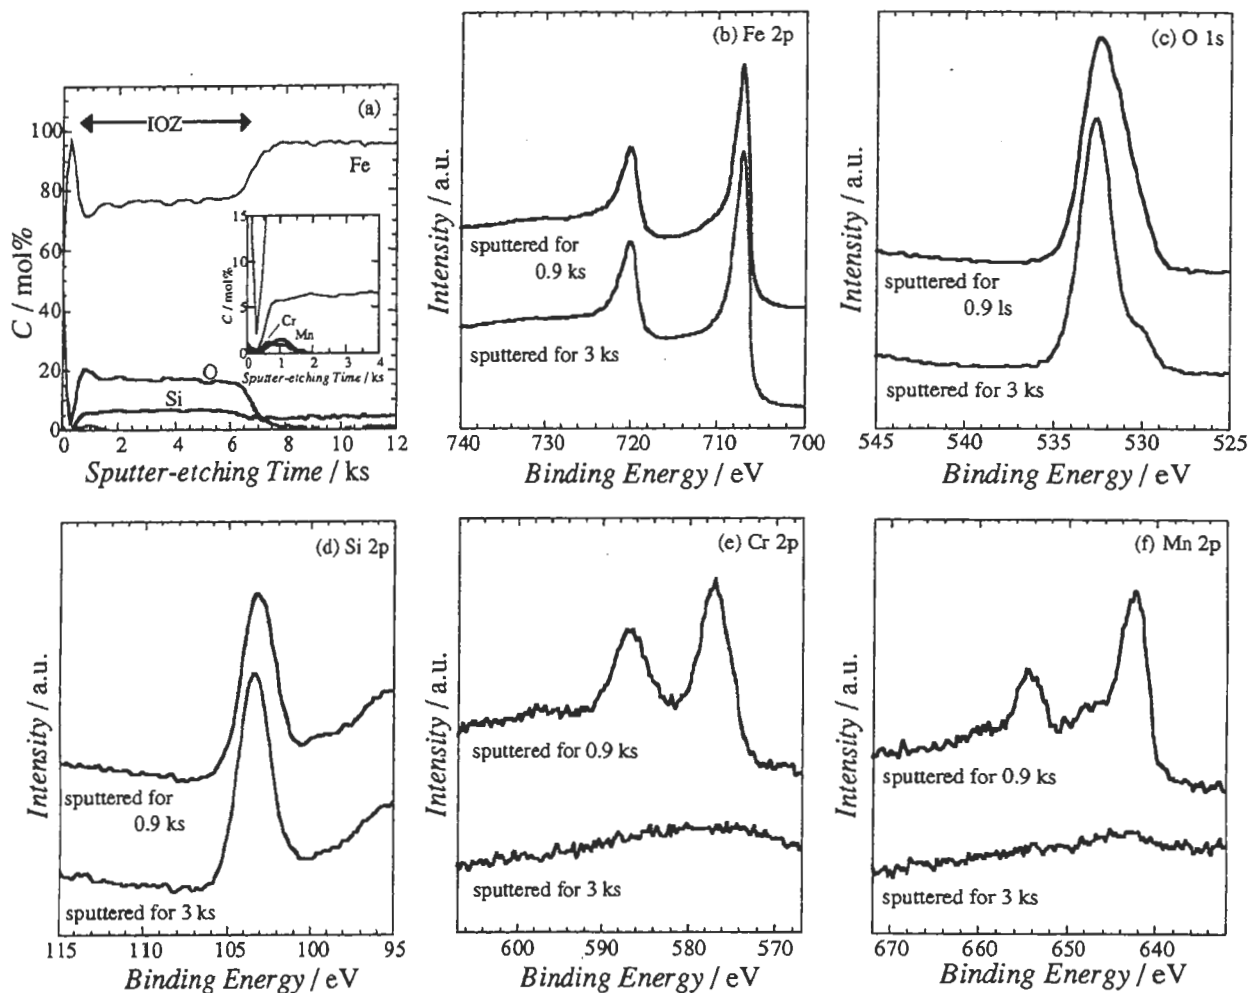 (a)
IOZ
Fe
O
Si
100
80
60
40
20
0
C / mol%
0 2 4 6 8 10 12
Sputter-etching Time / ks
15
10
5
0
C / mol%
Cr
Mn
0 1 2 3 4
Sputter-etching Time / ks
(b) Fe 2p
Intensity / a.u.
sputtered for
0.9 ks
sputtered for 3 ks
740 730 720 710 700
Binding Energy / eV
(c) O 1s
Intensity / a.u.
sputtered for
0.9 ls
sputtered for 3 ks
545 540 535 530 525
Binding Energy / eV
(d) Si 2p
Intensity / a.u.
sputtered for
0.9 ks
sputtered for 3 ks
115 110 105 100 95
Binding Energy / eV
(e) Cr 2p
Intensity / a.u.
sputtered for 0.9 ks
sputtered for 3 ks
600 590 580 570
Binding Energy / eV
(f) Mn 2p
Intensity / a.u.
sputtered for 0.9 ks
sputtered for 3 ks
670 660 650 640
Binding Energy / eV